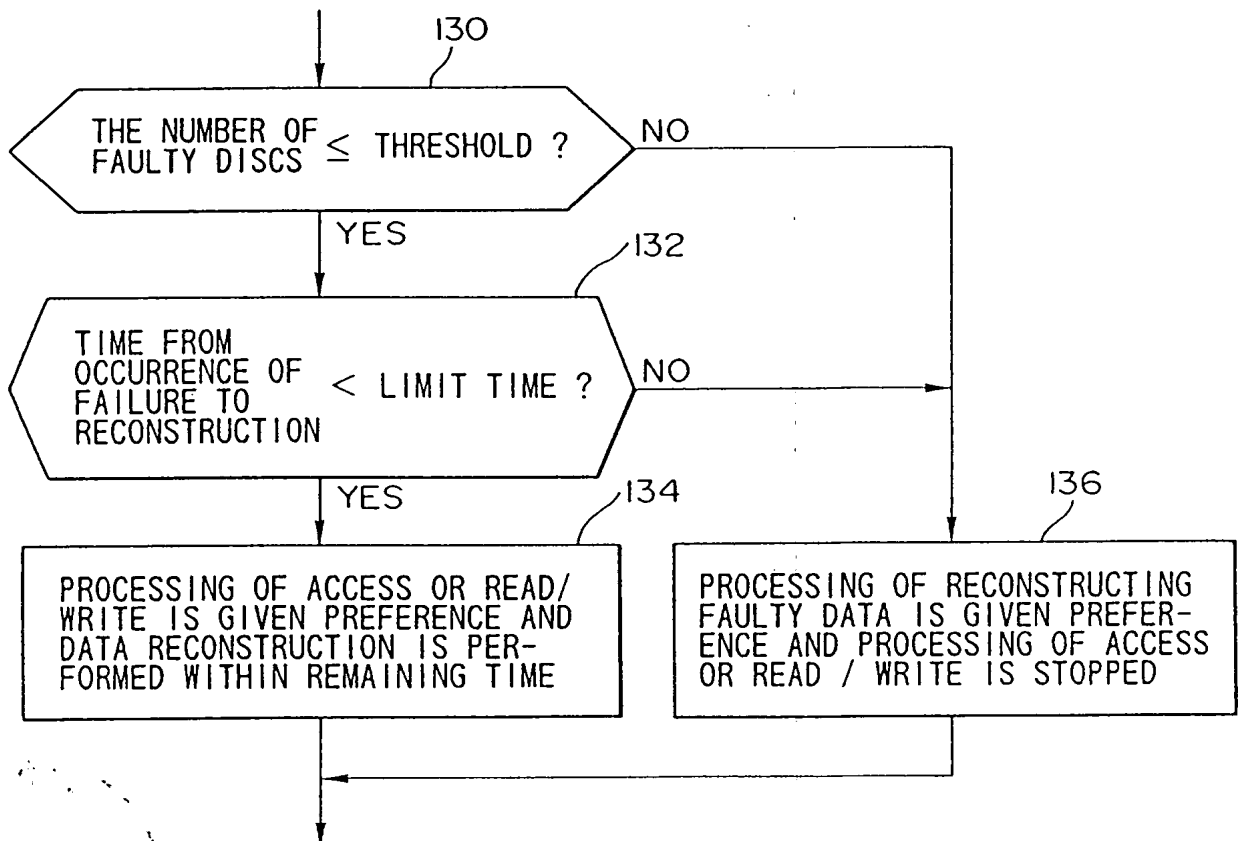 130
THE NUMBER OF
FAULTY DISCS ≦ THRESHOLD ?
NO
YES
132
TIME FROM
OCCURRENCE OF
FAILURE TO
RECONSTRUCTION
< LIMIT TIME ?
NO
YES
134
PROCESSING OF ACCESS OR READ/
WRITE IS GIVEN PREFERENCE AND
DATA RECONSTRUCTION IS PER-
FORMED WITHIN REMAINING TIME
136
PROCESSING OF RECONSTRUCTING
FAULTY DATA IS GIVEN PREFER-
ENCE AND PROCESSING OF ACCESS
OR READ / WRITE IS STOPPED